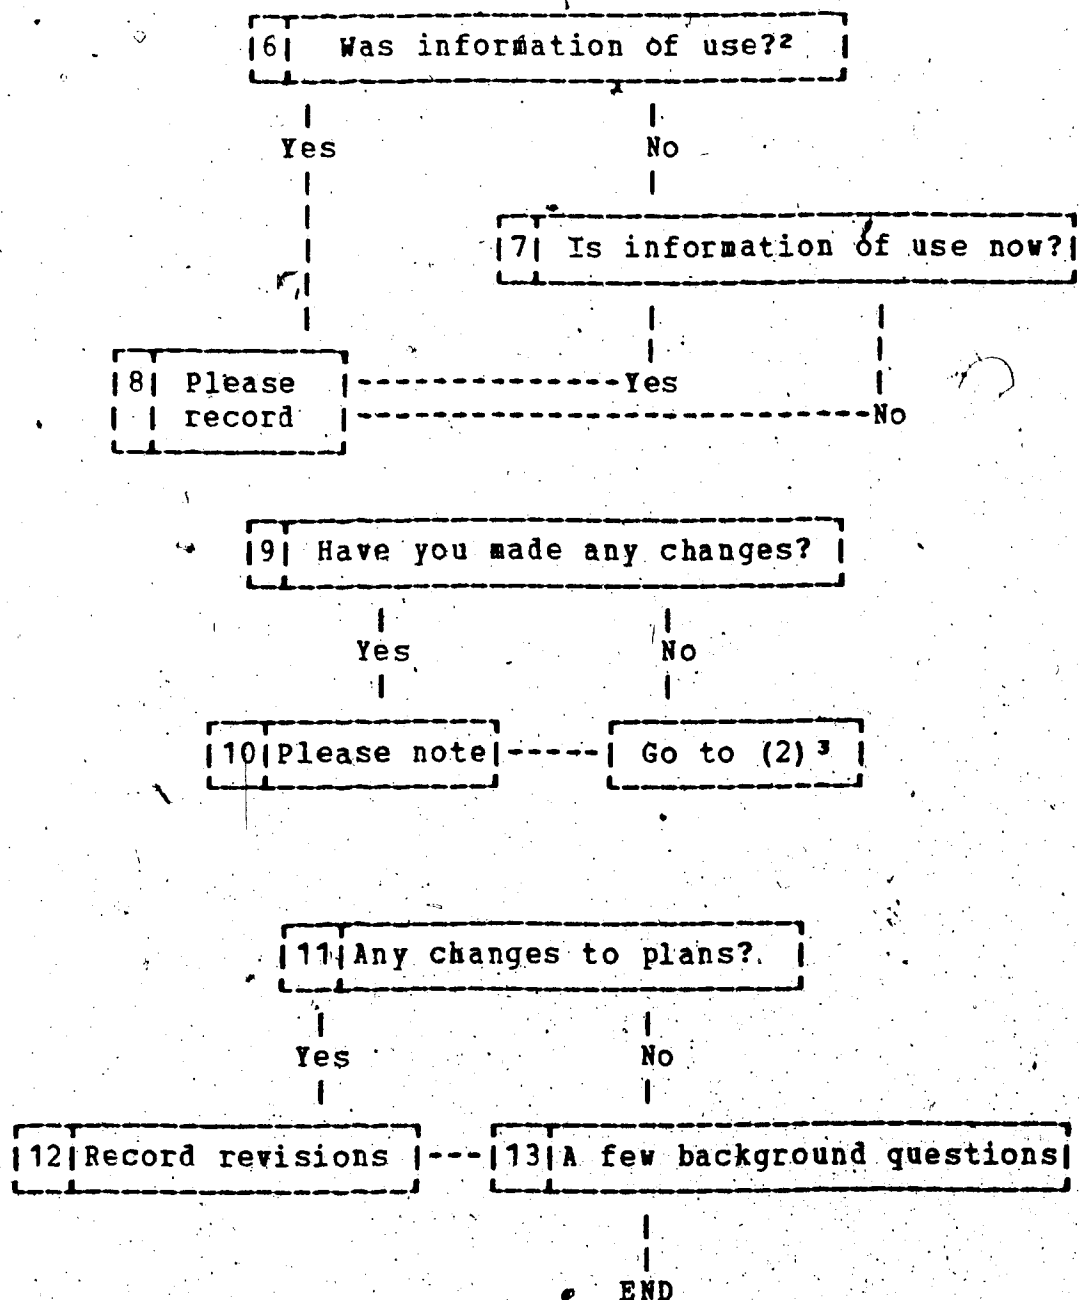 6 Was information of use?²
Yes No
7 Is information of use now?
8 Please Yes
record No
9 Have you made any changes?
Yes No
10 Please note Go to (2)³
11 Any changes to plans?
Yes No
12 Record revisions 13 A few background questions
END